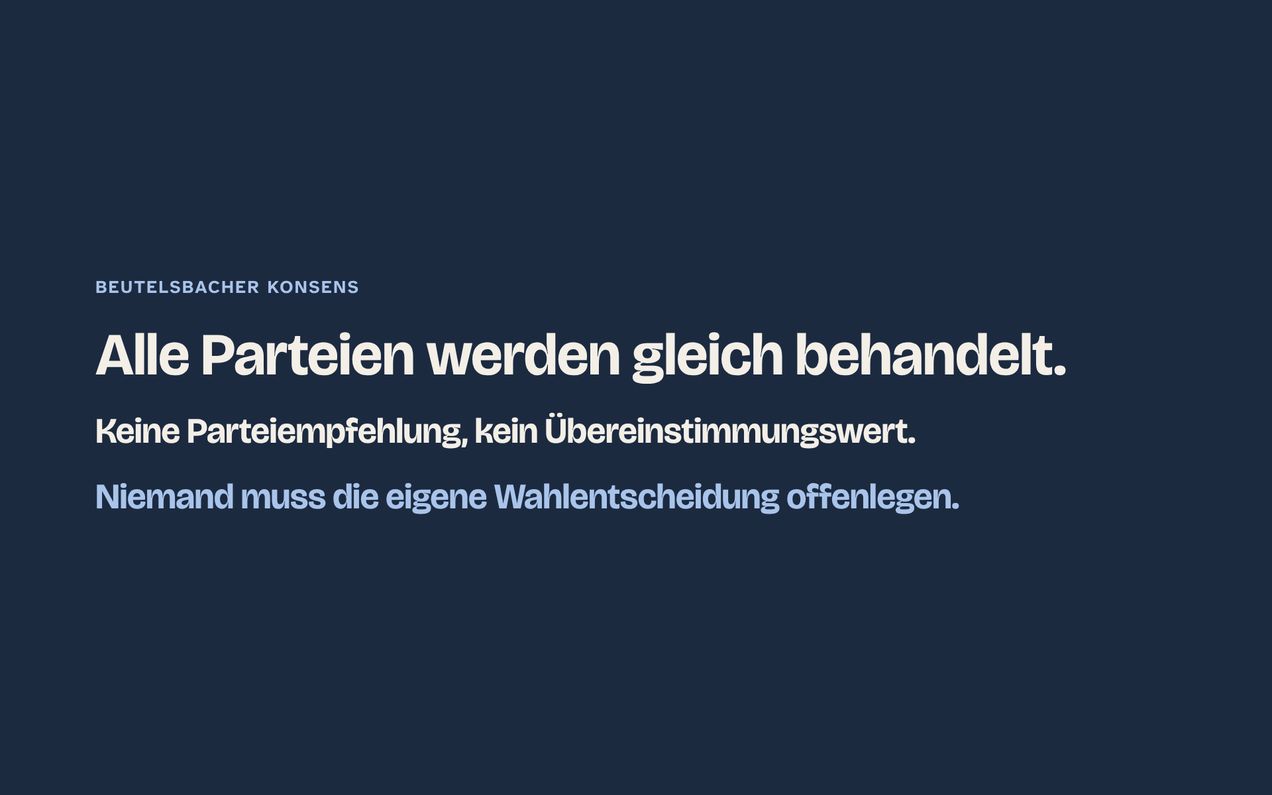 BEUTELSBACHER KONSENS
Alle Parteien werden gleich behandelt.
Keine Parteiempfehlung, kein Übereinstimmungswert.
Niemand muss die eigene Wahlentscheidung offenlegen.